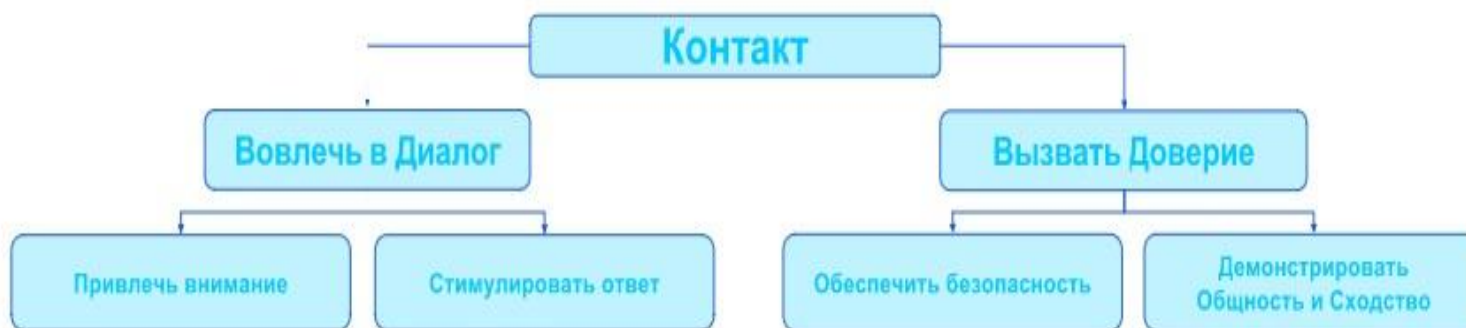 Контакт
Вовлечь в Диалог
Вызвать Доверие
Привлечь внимание
Стимулировать ответ
Обеспечить безопасность
Демонстрировать
Общность и Сходство